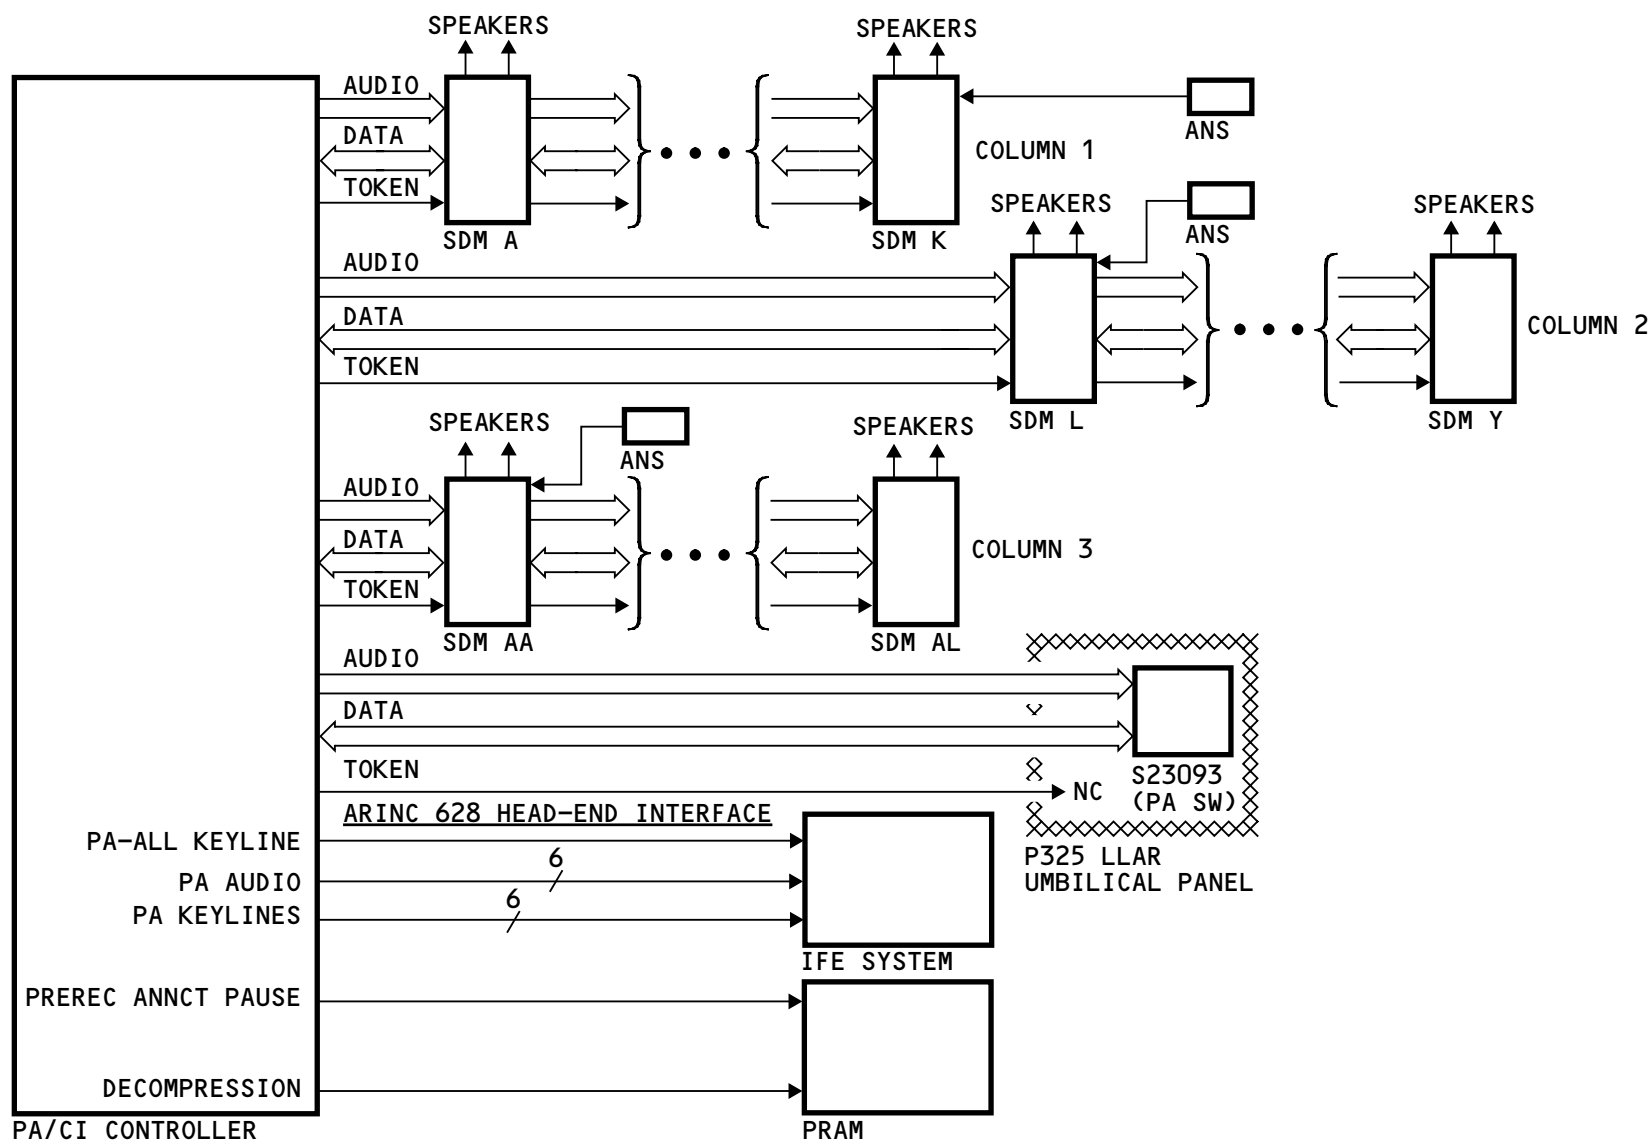 SPEAKERS
SPEAKERS
AUDIO
ANS
DATA
COLUMN 1
TOKEN
SPEAKERS
SPEAKERS
SDM A
SDM K
ANS
AUDIO
DATA
COLUMN 2
TOKEN
SDM L
SDM Y
SPEAKERS
SPEAKERS
ANS
AUDIO
DATA
COLUMN 3
TOKEN
SDM AA
SDM AL
AUDIO
DATA
TOKEN
S23093
(PA SW)
NC
ARINC 628 HEAD-END INTERFACE
PA-ALL KEYLINE
P325 LLAR
UMBILICAL PANEL
6
PA AUDIO
6
PA KEYLINES
IFE SYSTEM
PREREC ANNCT PAUSE
DECOMPRESSION
PA/CI CONTROLLER
PRAM